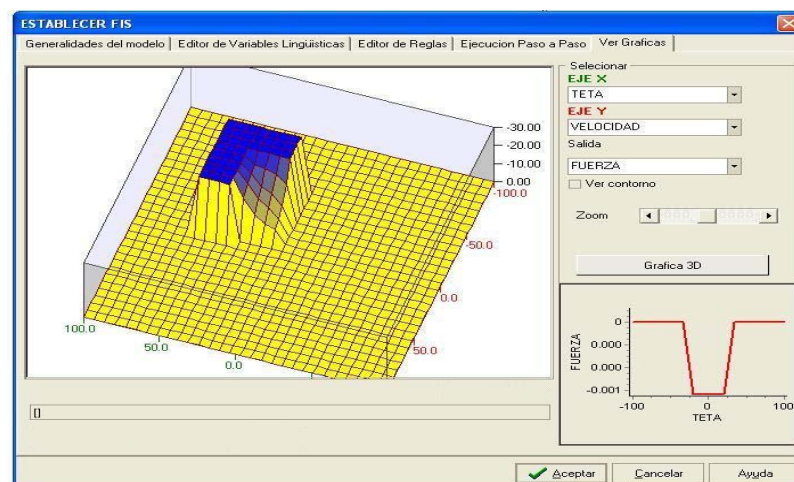 ESTABLECER FIS
Generalidades del modelo
Editor de Variables Lingüisticas
Editor de Reglas
Ejecucion Paso a Paso
Ver Graficas
-30.00
-20.00
-10.00
0.00
-100.0
-50.0
0.0
50.0
100.0
50.0
0.0
Selecionar
EJE X
TETA
EJE Y
VELOCIDAD
Salida
FUERZA
Ver contorno
Zoom
Grafica 3D
FUERZA
0
0.000
0.000
-0.001
-100
0
100
TETA
[]
Aceptar
Cancelar
Ayuda